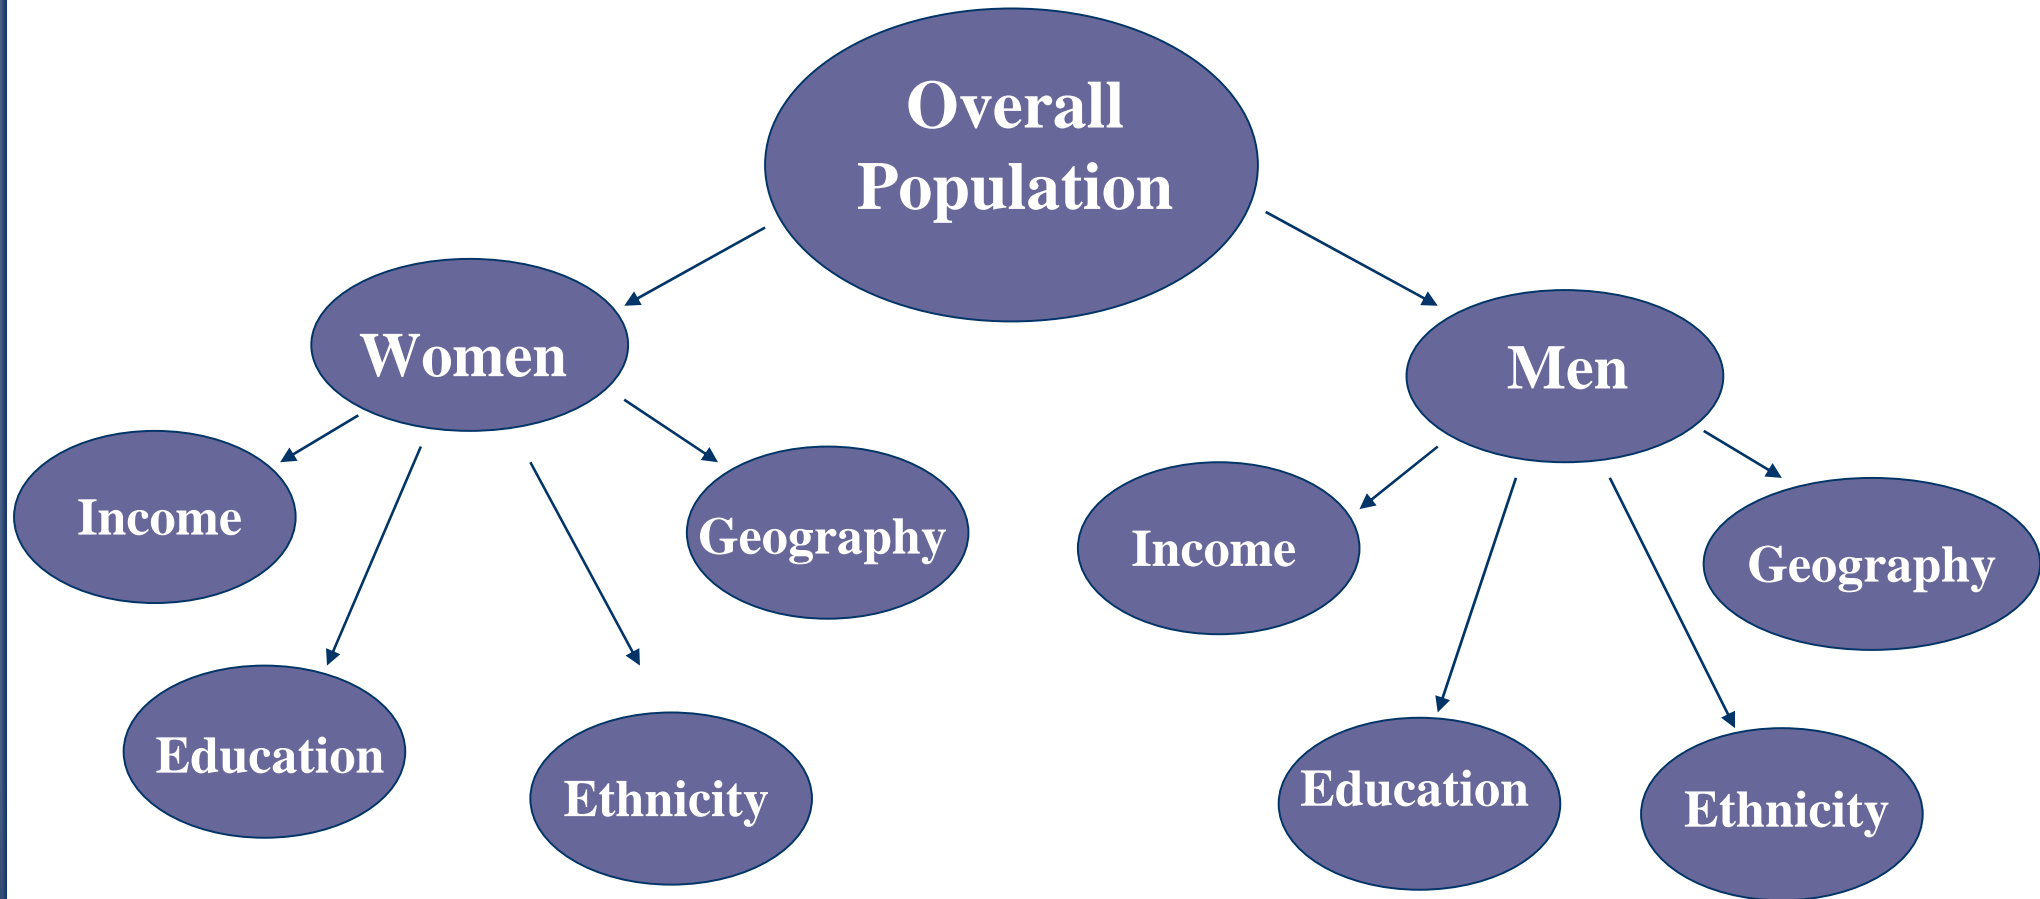 Overall
Population
Women
Men
Income
Geography
Income
Geography
Education
Ethnicity
Education
Ethnicity